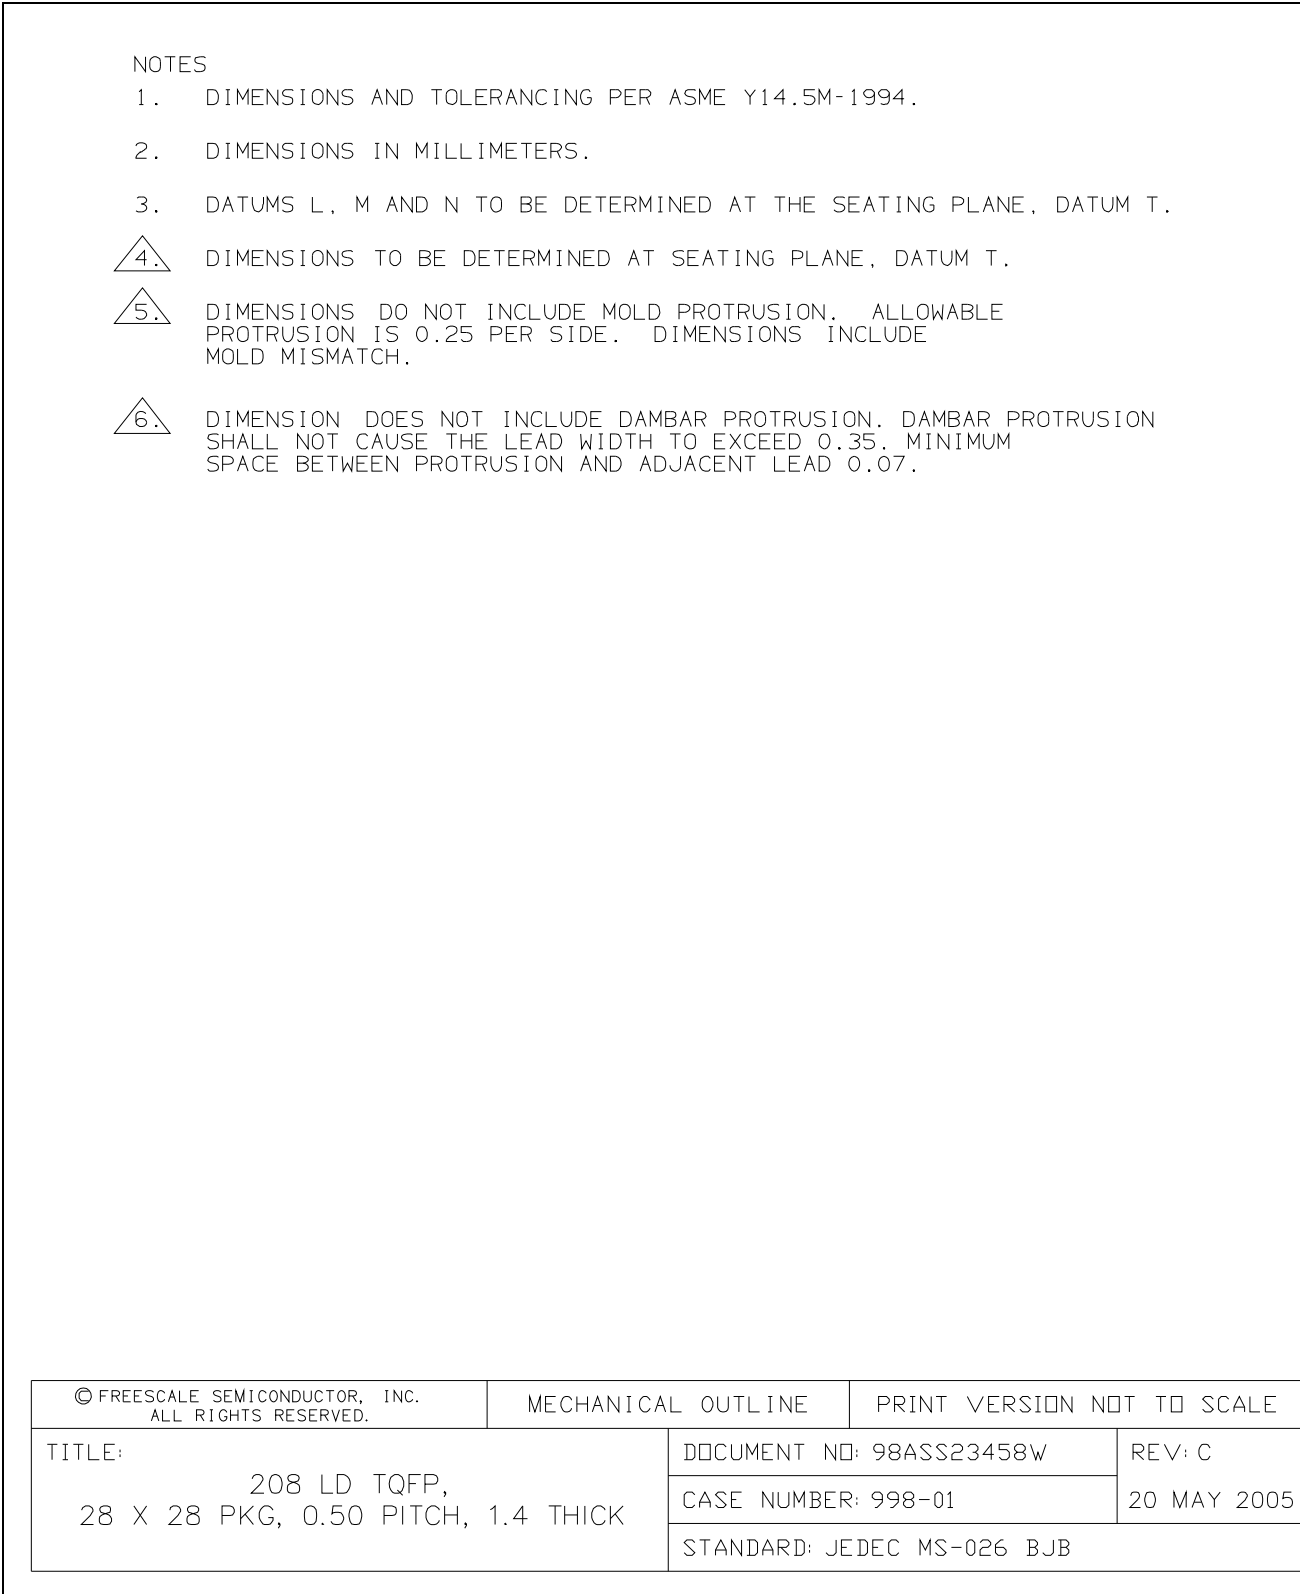 NOTES
1. DIMENSIONS AND TOLERANCING PER ASME Y14.5M-1994.
2. DIMENSIONS IN MILLIMETERS.
3. DATUMS L, M AND N TO BE DETERMINED AT THE SEATING PLANE, DATUM T.
4. DIMENSIONS TO BE DETERMINED AT SEATING PLANE, DATUM T.
5. DIMENSIONS DO NOT INCLUDE MOLD PROTRUSION. ALLOWABLE
PROTRUSION IS 0.25 PER SIDE. DIMENSIONS INCLUDE
MOLD MISMATCH.
6. DIMENSION DOES NOT INCLUDE DAMBAR PROTRUSION. DAMBAR PROTRUSION
SHALL NOT CAUSE THE LEAD WIDTH TO EXCEED 0.35. MINIMUM
SPACE BETWEEN PROTRUSION AND ADJACENT LEAD 0.07.
© FREESCALE SEMICONDUCTOR, INC.
ALL RIGHTS RESERVED.
MECHANICAL OUTLINE
PRINT VERSION NOT TO SCALE
TITLE:
208 LD TQFP,
28 X 28 PKG, 0.50 PITCH, 1.4 THICK
DOCUMENT NO: 98ASS23458W
REV: C
CASE NUMBER: 998-01
20 MAY 2005
STANDARD: JEDEC MS-026 BJB